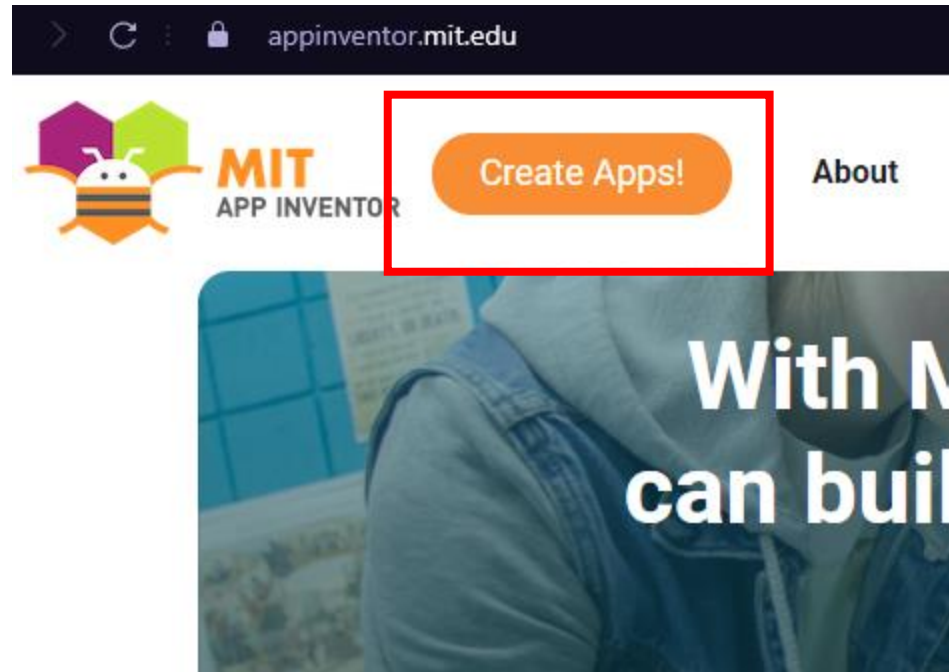 appinventor.mit.edu
MIT
APP INVENTOR
Create Apps!
About
With
can buil